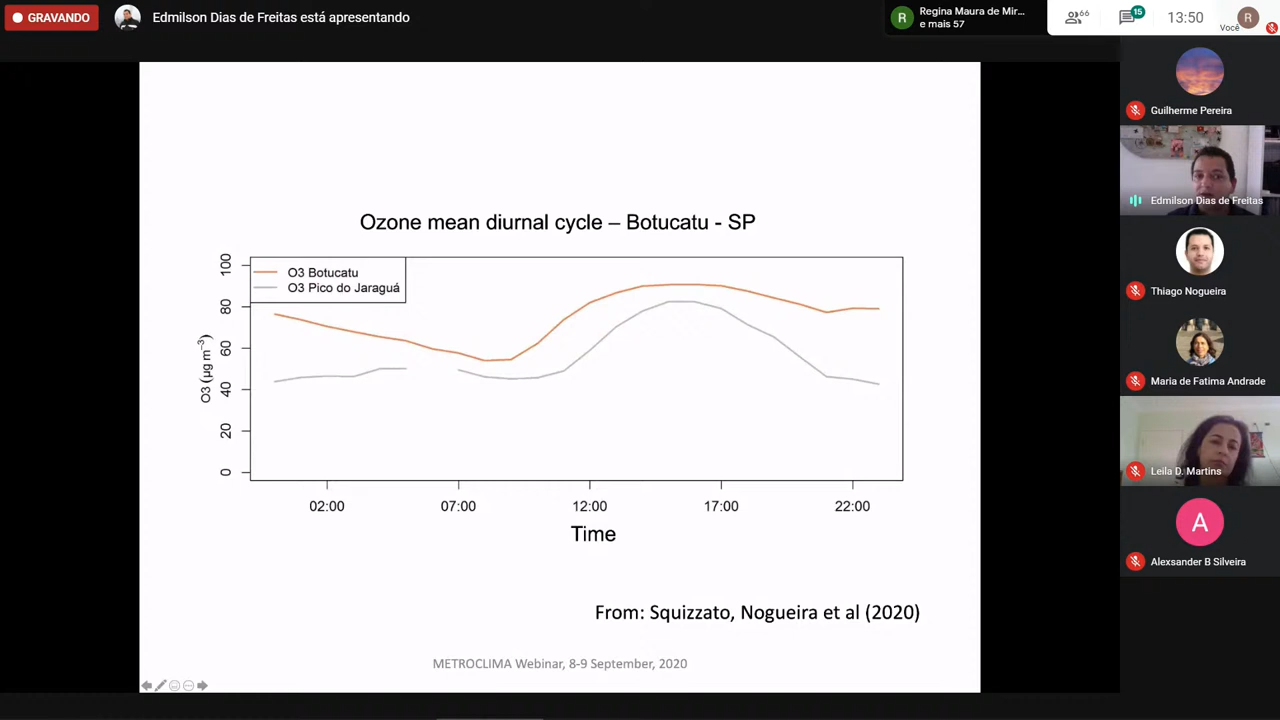 GRAVANDO
Edmilson Dias de Freitas está apresentando
R
Regina Maura de Mir...
e mais 57
66
15
13:50
Você
R
Guilherme Pereira
Edmilson Dias de Freitas
Thiago Nogueira
Maria de Fatima Andrade
Leila D. Martins
A
Alexsander B Silveira
Ozone mean diurnal cycle – Botucatu - SP
O3 Botucatu
O3 Pico do Jaraguá
O3 (µg m⁻³)
100
80
60
40
20
0
02:00 07:00 12:00 17:00 22:00
Time
From: Squizzato, Nogueira et al (2020)
METROCLIMA Webinar, 8-9 September, 2020